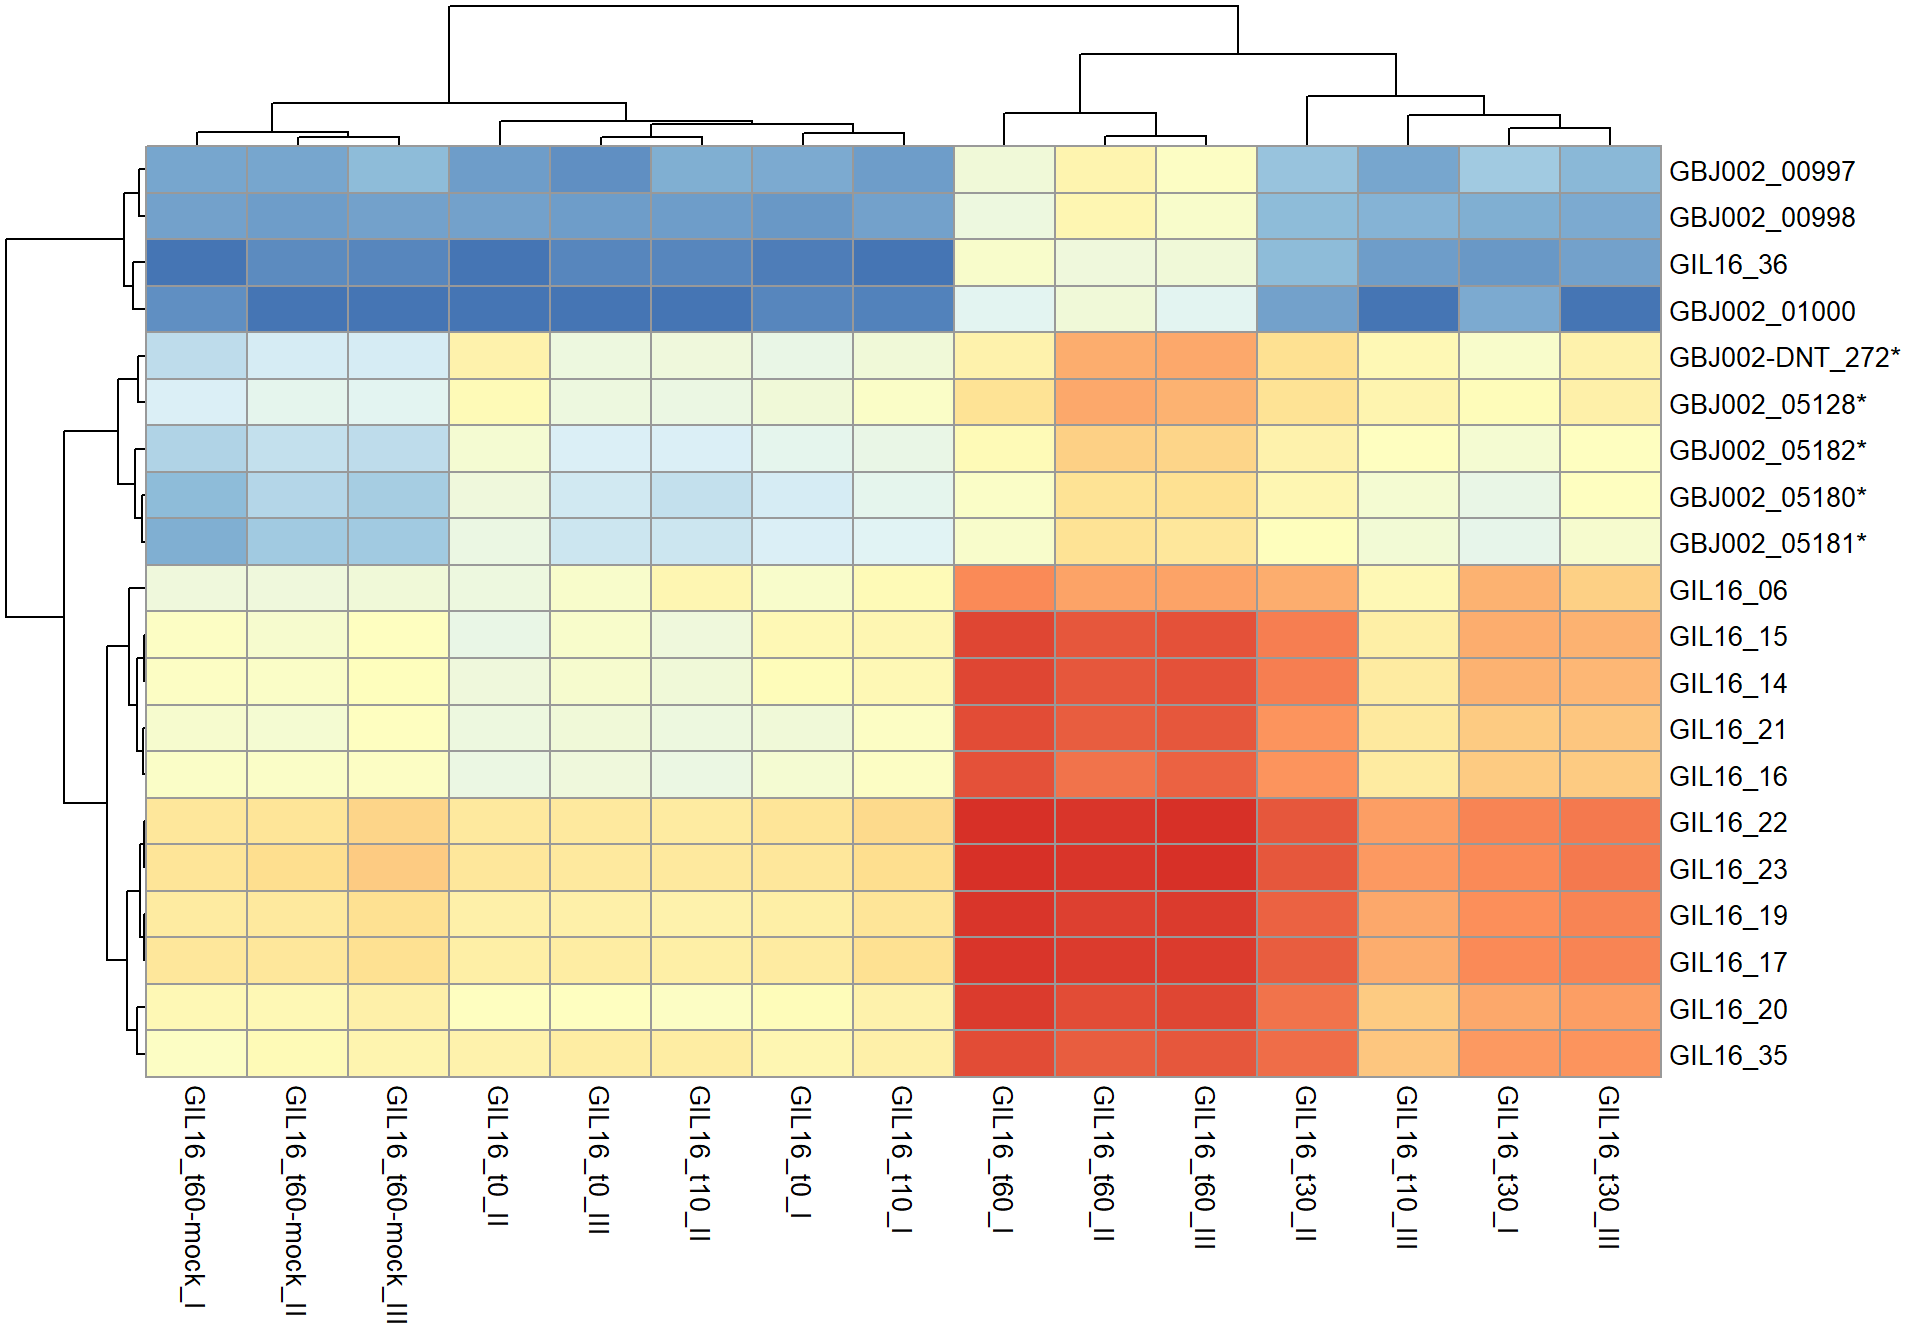 GBJ002_00997
GBJ002_00998
GIL16_36
GBJ002_01000
GBJ002-DNT_272*
GBJ002_05128*
GBJ002_05182*
GBJ002_05180*
GBJ002_05181*
GIL16_06
GIL16_15
GIL16_14
GIL16_21
GIL16_16
GIL16_22
GIL16_23
GIL16_19
GIL16_17
GIL16_20
GIL16_35
GIL16_t60-mock_I
GIL16_t60-mock_II
GIL16_t60-mock_III
GIL16_t0_II
GIL16_t0_III
GIL16_t10_II
GIL16_t0_I
GIL16_t10_I
GIL16_t60_I
GIL16_t60_II
GIL16_t60_III
GIL16_t30_II
GIL16_t10_III
GIL16_t30_I
GIL16_t30_III